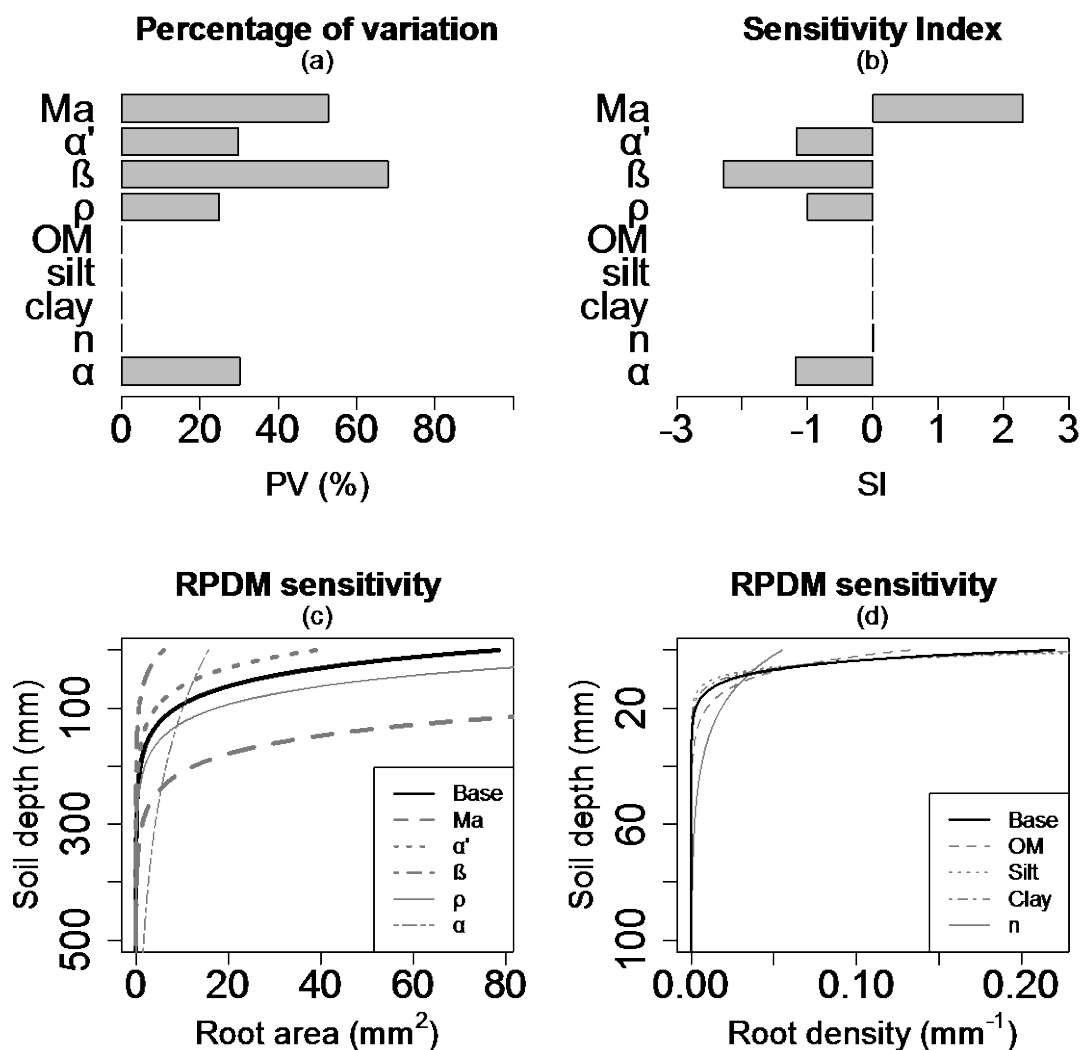 Percentage of variation
(a)
Ma
α'
ß
ρ
OM
silt
clay
n
α
0 20 40 60 80
PV (%)
Sensitivity Index
(b)
Ma
α'
ß
ρ
OM
silt
clay
n
α
-3 -1 0 1 2 3
SI
RPDM sensitivity
(c)
Soil depth (mm)
100
300
500
Base
Ma
α'
ß
ρ
α
0 20 40 60 80
Root area (mm²)
RPDM sensitivity
(d)
Soil depth (mm)
20
60
100
Base
OM
Silt
Clay
n
0.00 0.10 0.20
Root density (mm⁻¹)